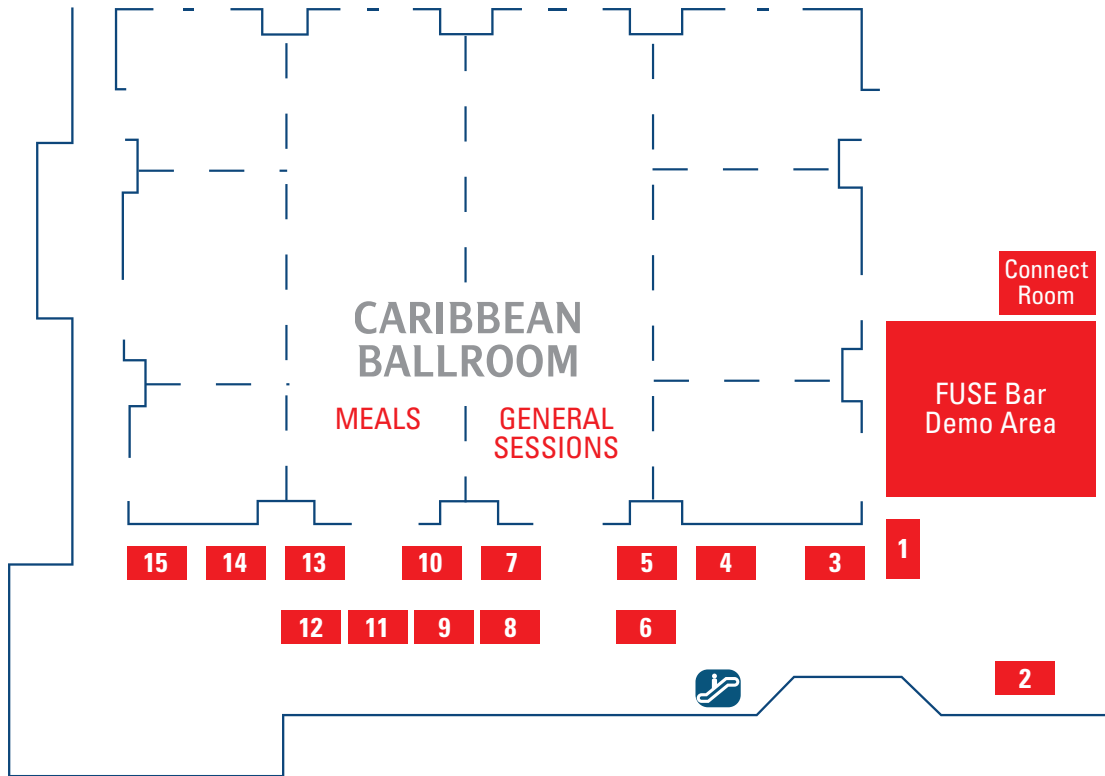 Connect
Room
CARIBBEAN
BALLROOM
FUSE Bar
Demo Area
MEALS
GENERAL
SESSIONS
1
15 14 13 10 7 5 4 3
12 11 9 8 6
2